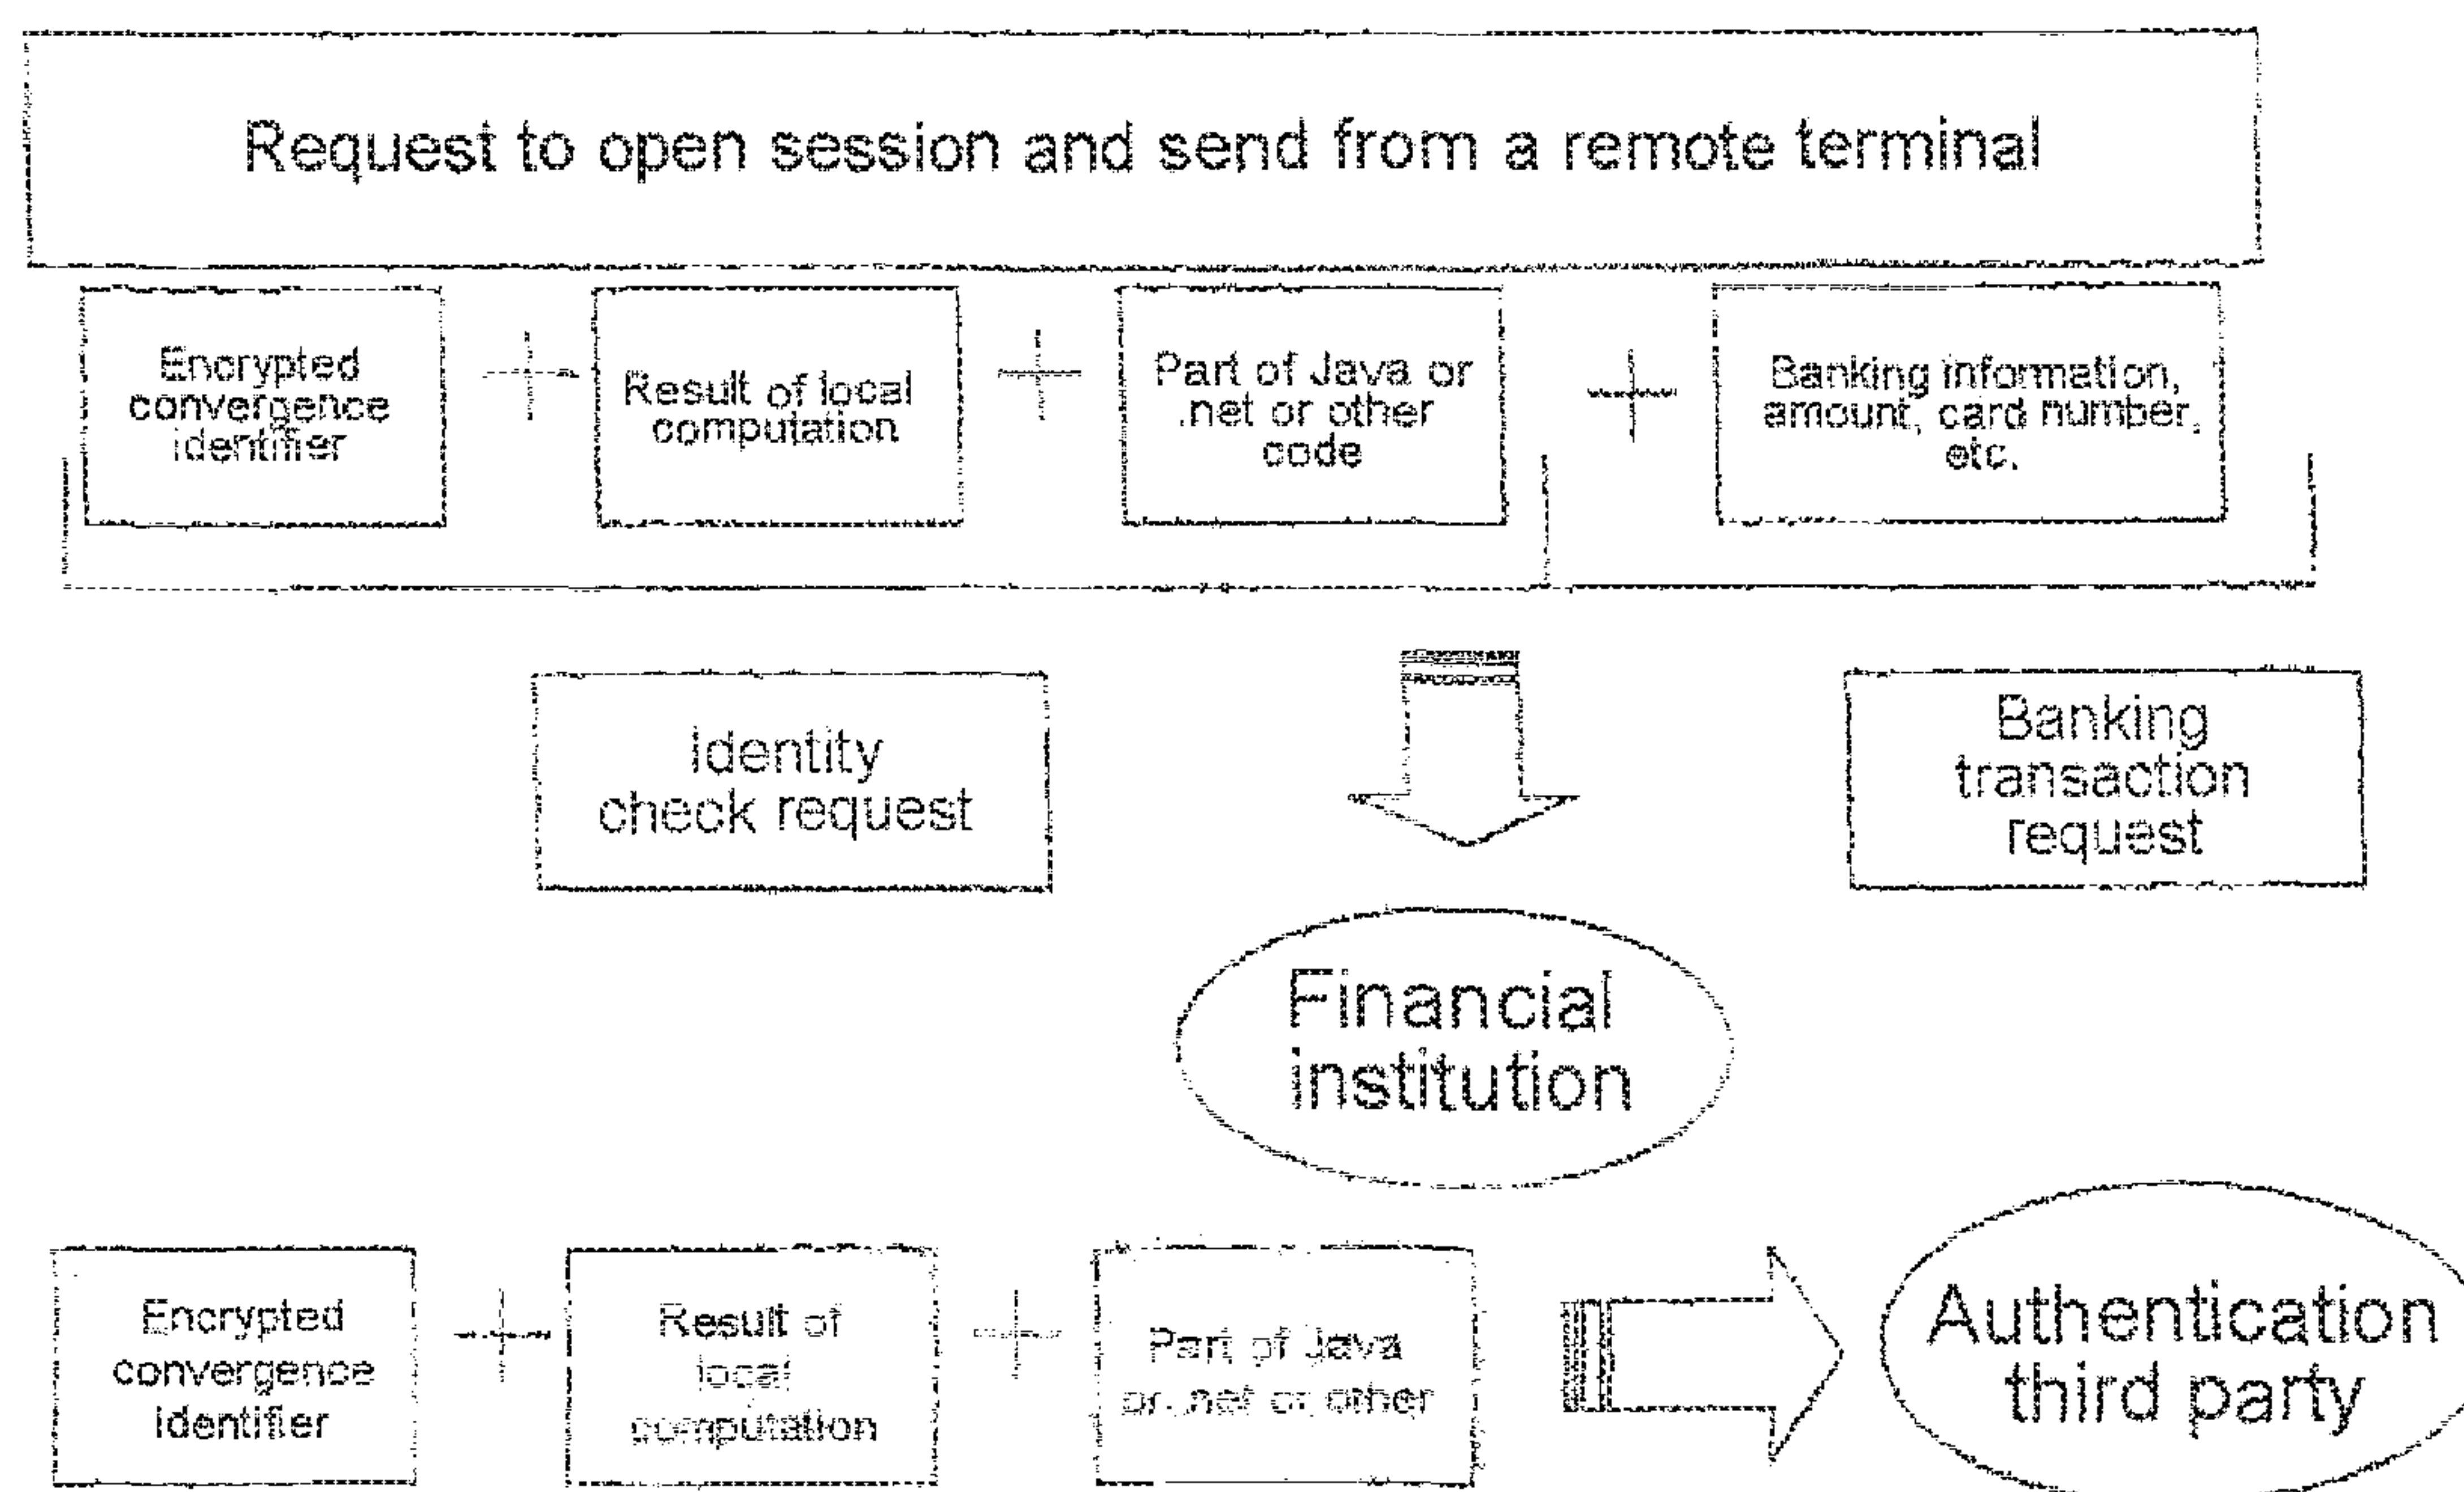 Request to open session and send from a remote terminal
Encrypted
convergence
identifier
Result of local
computation
Part of Java or
.net or other
code
Banking information,
amount, card number,
etc.
Identity
check request
Banking
transaction
request
Financial
institution
Encrypted
convergence
identifier
Result of
local
computation
Part of Java
or .net or other
Authentication
third party